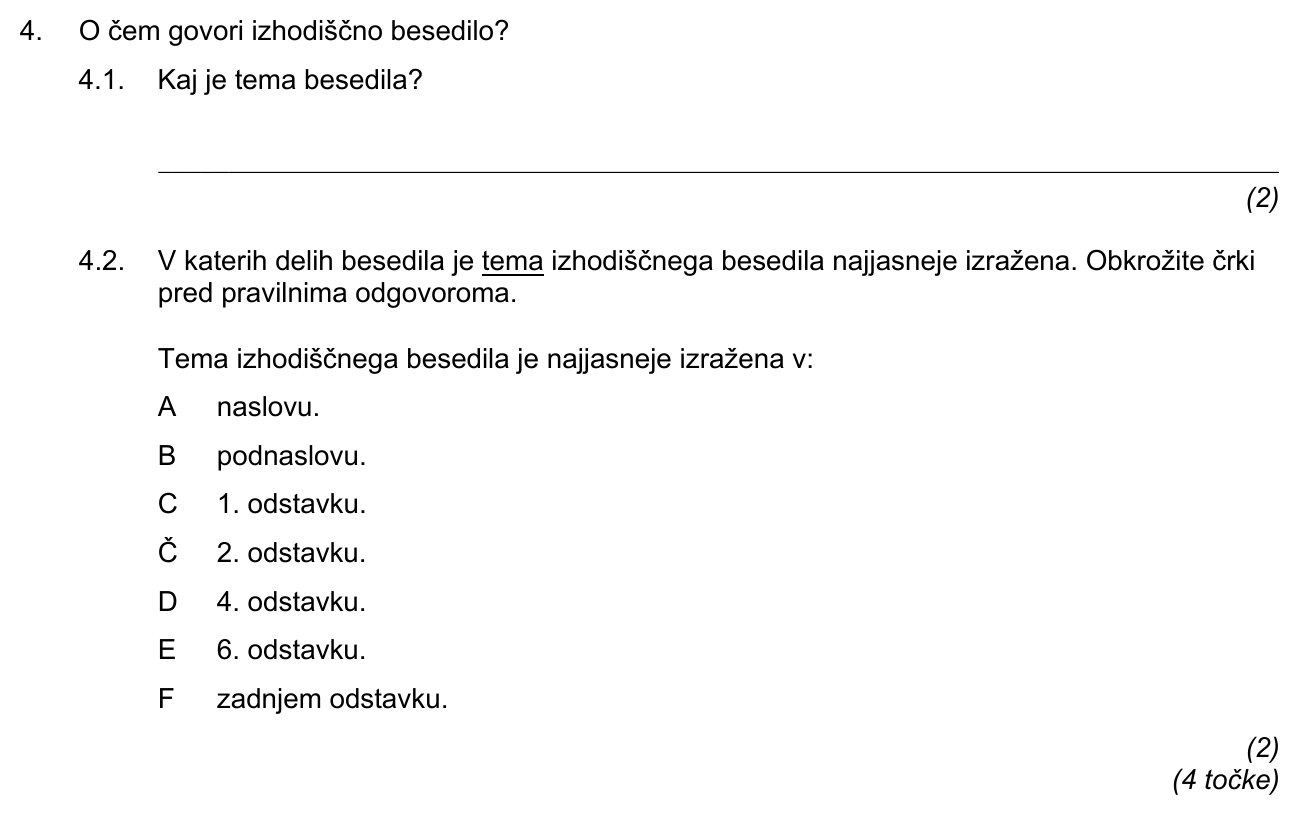 4. O čem govori izhodiščno besedilo?
4.1. Kaj je tema besedila?
(2)
4.2. V katerih delih besedila je tema izhodiščnega besedila najjasneje izražena. Obkrožite črki
pred pravilnima odgovoroma.
Tema izhodiščnega besedila je najjasneje izražena v:
A naslovu.
B podnaslovu.
C 1. odstavku.
Č 2. odstavku.
D 4. odstavku.
E 6. odstavku.
F zadnjem odstavku.
(2)
(4 točke)